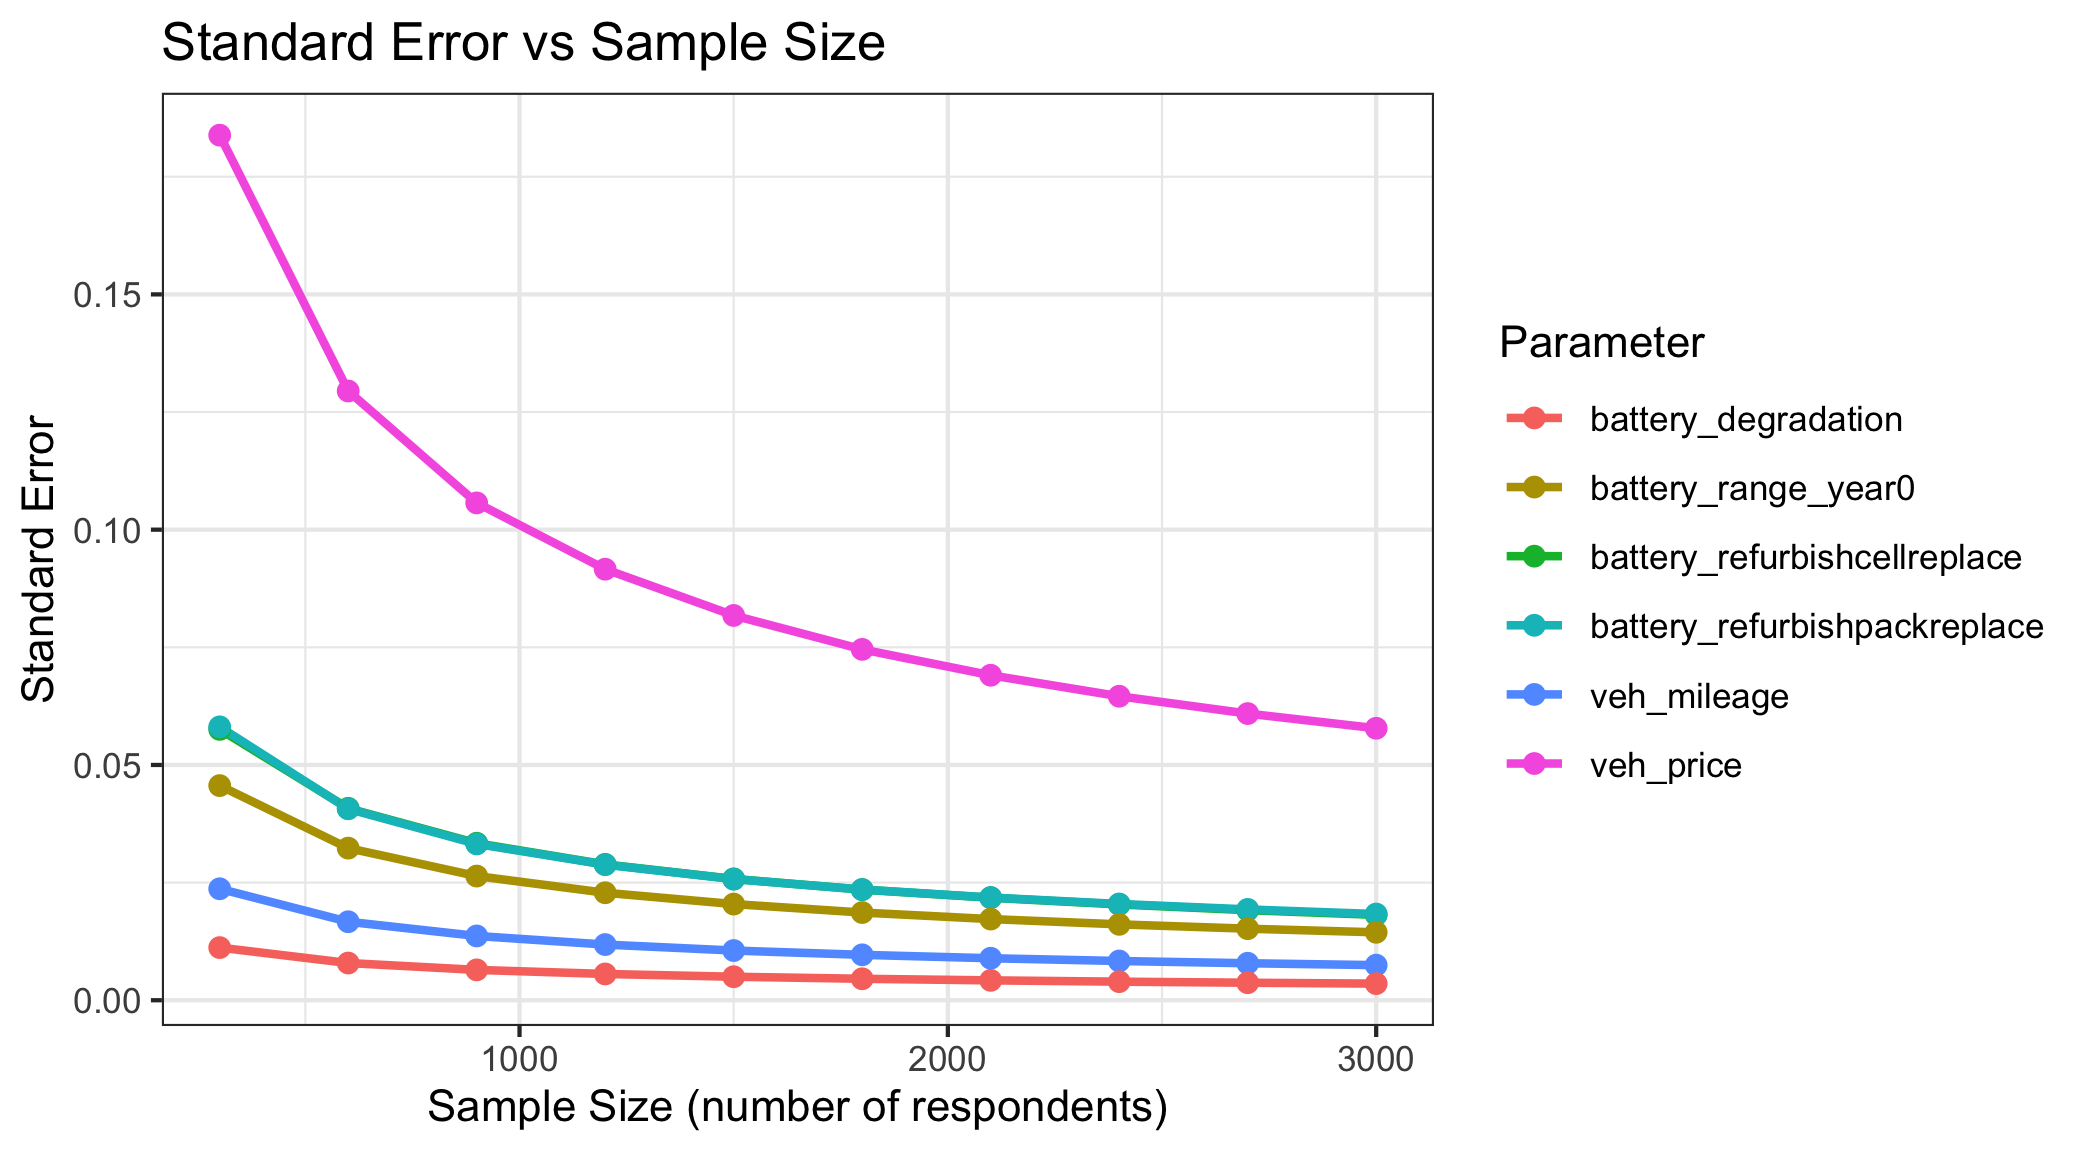 Standard Error vs Sample Size
0.15
0.10
0.05
0.00
Standard Error
1000
2000
3000
Sample Size (number of respondents)
Parameter
battery_degradation
battery_range_year0
battery_refurbishcellreplace
battery_refurbishpackreplace
veh_mileage
veh_price